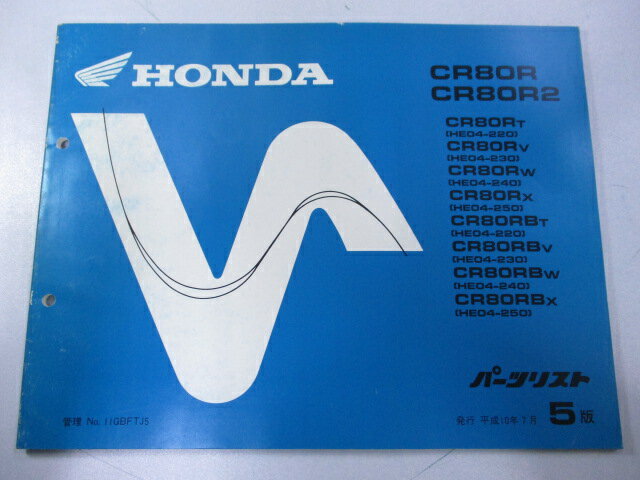 HONDA
CR80R
CR80R2
CR80RT
(HE04-220)
CR80RV
(HE04-230)
CR80RW
(HE04-240)
CR80RX
(HE04-250)
CR80RBT
(HE04-220)
CR80RBV
(HE04-230)
CR80RBW
(HE04-240)
CR80RBX
(HE04-250)
パーツリスト
管理 No. 11GBFTJ5
発行 平成10年7月 5版